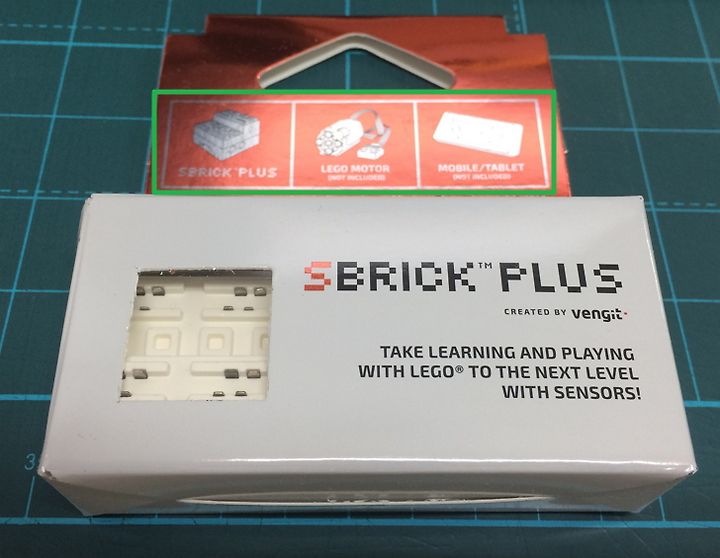 SBRICK PLUS
LEGO MOTOR
(NOT INCLUDED)
MOBILE/TABLET
(NOT INCLUDED)
SBRICK™ PLUS
CREATED BY vengit
TAKE LEARNING AND PLAYING
WITH LEGO® TO THE NEXT LEVEL
WITH SENSORS!
3